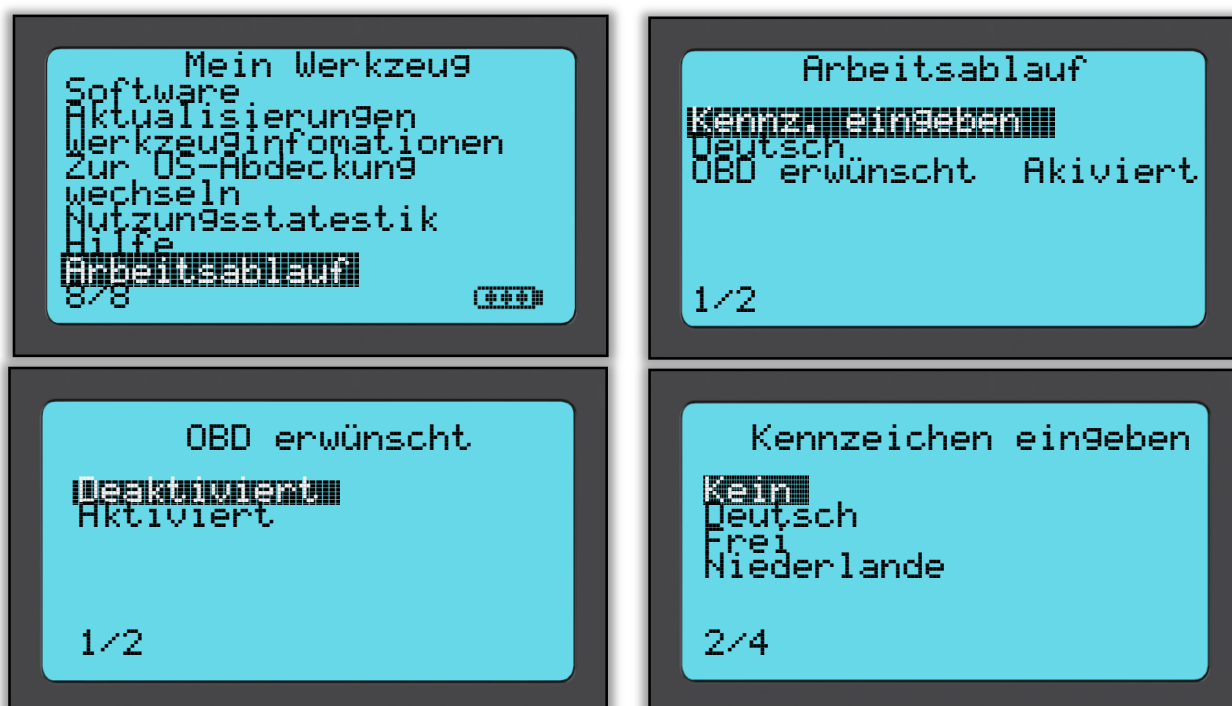 Mein Werkzeug
Software
Aktualisierungen
Werkzeuginfomationen
Zur OS-Abdeckung
wechseln
Nutzungsstatestik
Hilfe
Arbeitsablauf
8/8
Arbeitsablauf
Kennz. eingeben
Deutsch
OBD erwünscht Akiviert
1/2
OBD erwünscht
Deaktiviert
Aktiviert
1/2
Kennzeichen eingeben
Kein
Deutsch
Frei
Niederlande
2/4